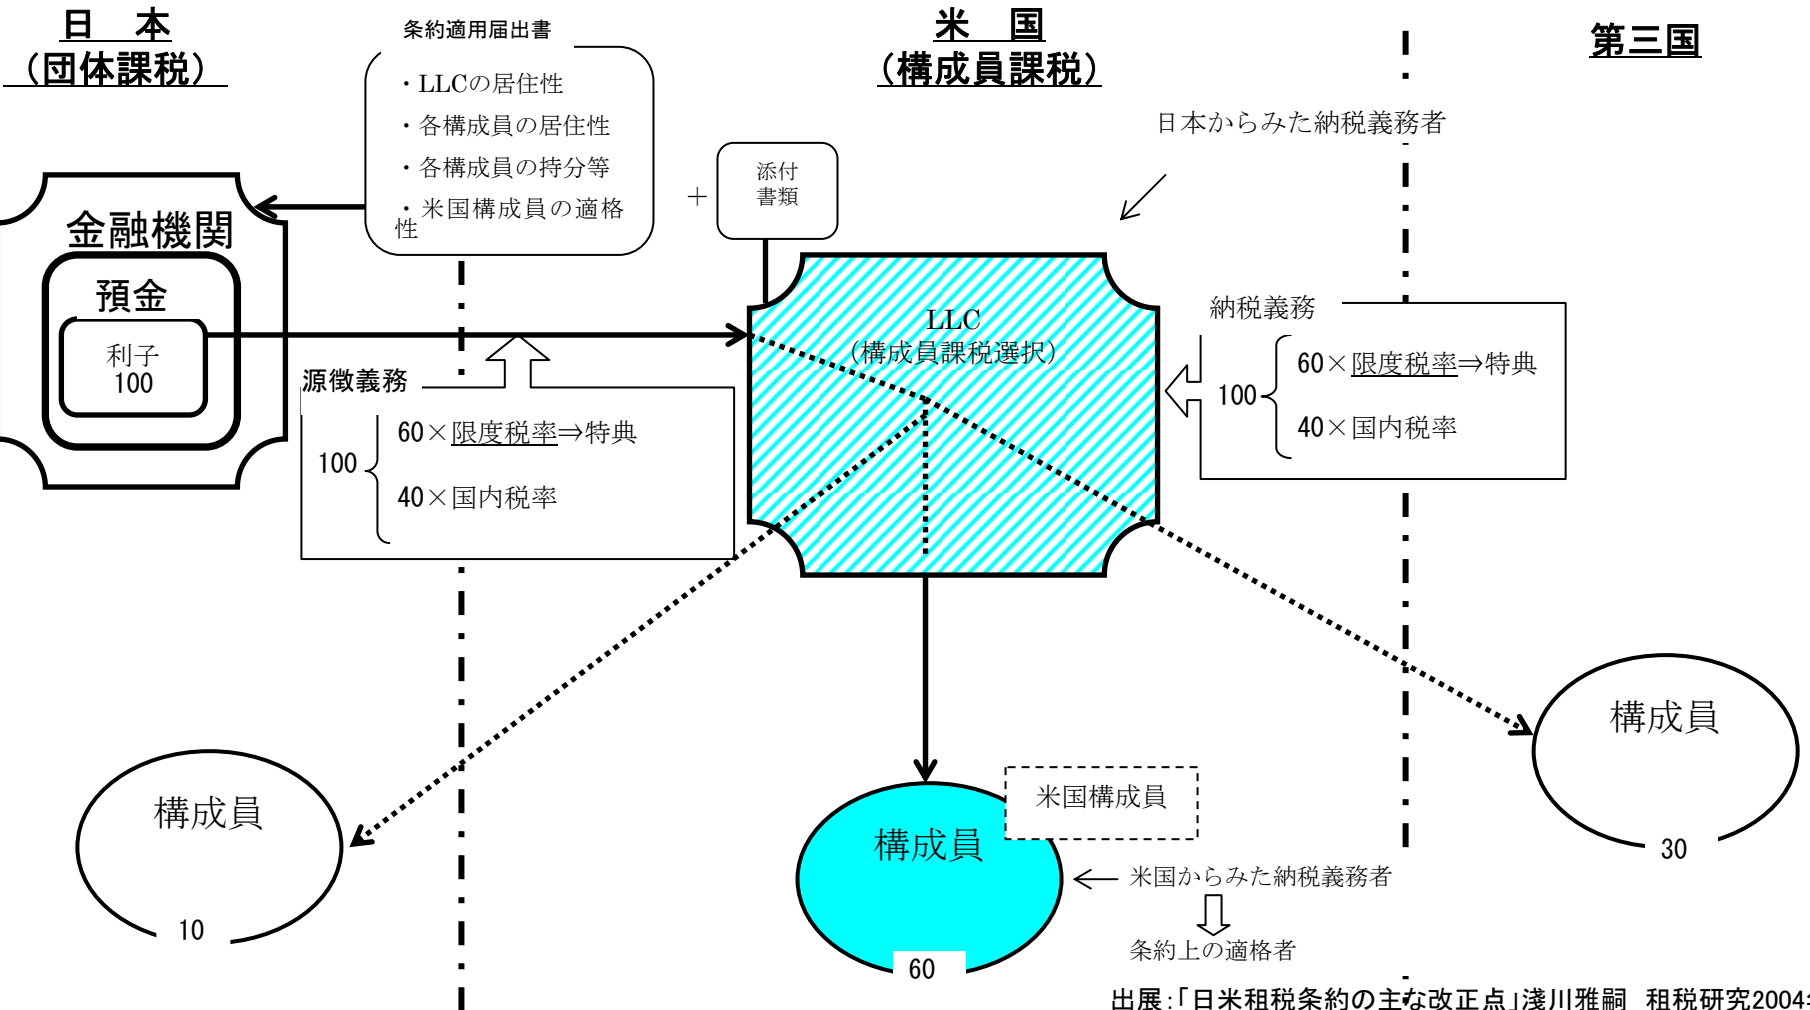 日　本
（団体課税）
条約適用届出書
・LLCの居住性
・各構成員の居住性
・各構成員の持分等
・米国構成員の適格
性
＋
添付
書類
米　国
（構成員課税）
第三国
日本からみた納税義務者
金融機関
預金
利子
100
源徴義務
100
60×限度税率⇒特典
40×国内税率
LLC
（構成員課税選択）
納税義務
100
60×限度税率⇒特典
40×国内税率
構成員
10
構成員
60
米国構成員
米国からみた納税義務者
条約上の適格者
構成員
30
出展：「日米租税条約の主な改正点」淺川雅嗣　租税研究2004